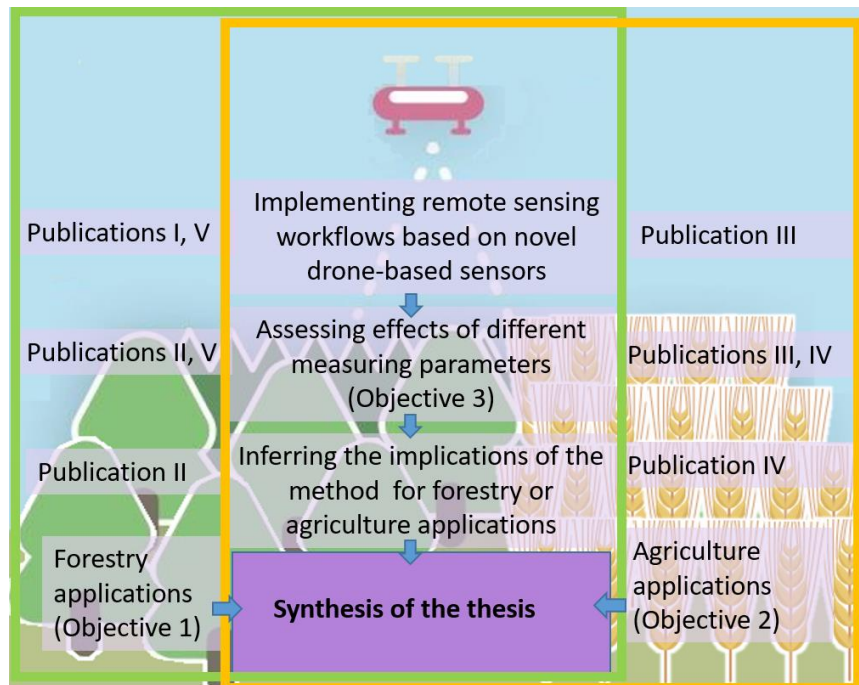 Implementing remote sensing
workflows based on novel
drone-based sensors
Publications I, V
Publication III
Assessing effects of different
measuring parameters
(Objective 3)
Publications II, V
Publications III, IV
Inferring the implications of the
method for forestry or
agriculture applications
Publication II
Publication IV
Forestry
applications
(Objective 1)
Synthesis of the thesis
Agriculture
applications
(Objective 2)